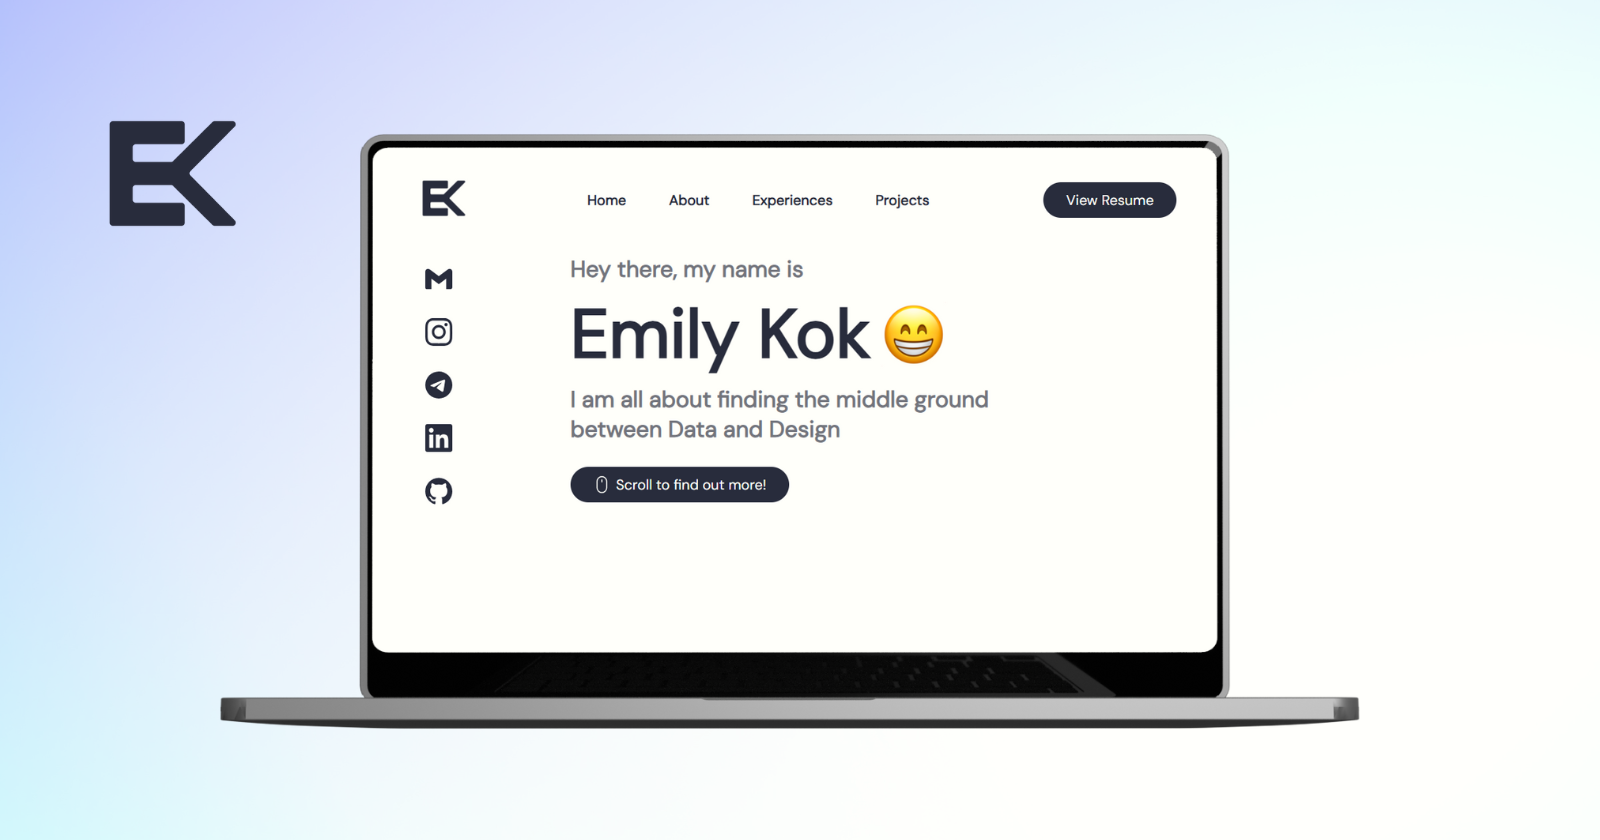 EK
EK
Home About Experiences Projects View Resume
Hey there, my name is
Emily Kok 😁
I am all about finding the middle ground
between Data and Design
in
Scroll to find out more!